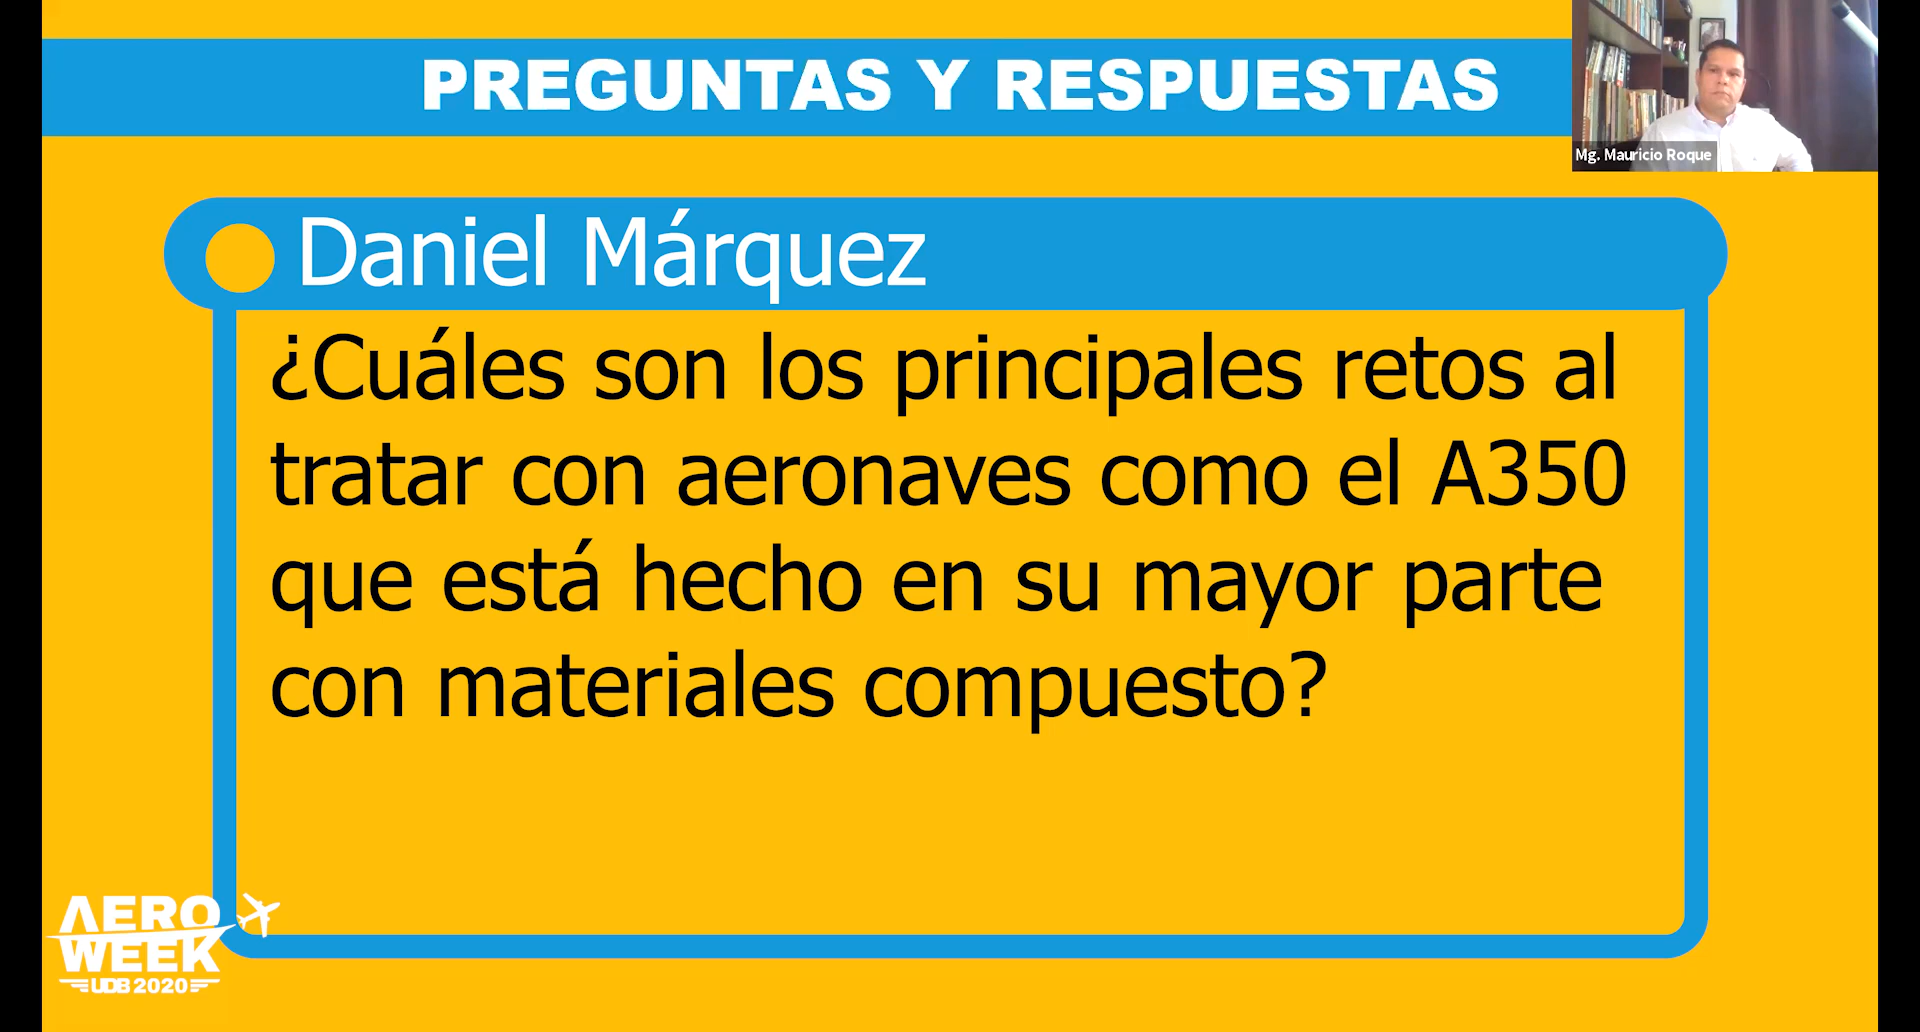 PREGUNTAS Y RESPUESTAS
Mg. Mauricio Roque
Daniel Márquez
¿Cuáles son los principales retos al
tratar con aeronaves como el A350
que está hecho en su mayor parte
con materiales compuesto?
AERO
WEEK
UDB 2020